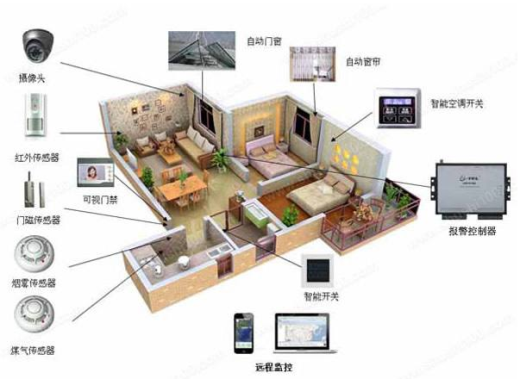 自动门窗
自动窗帘
摄像头
智能空调开关
红外传感器
可视门禁
门磁传感器
报警控制器
烟雾传感器
智能开关
煤气传感器
远程监控